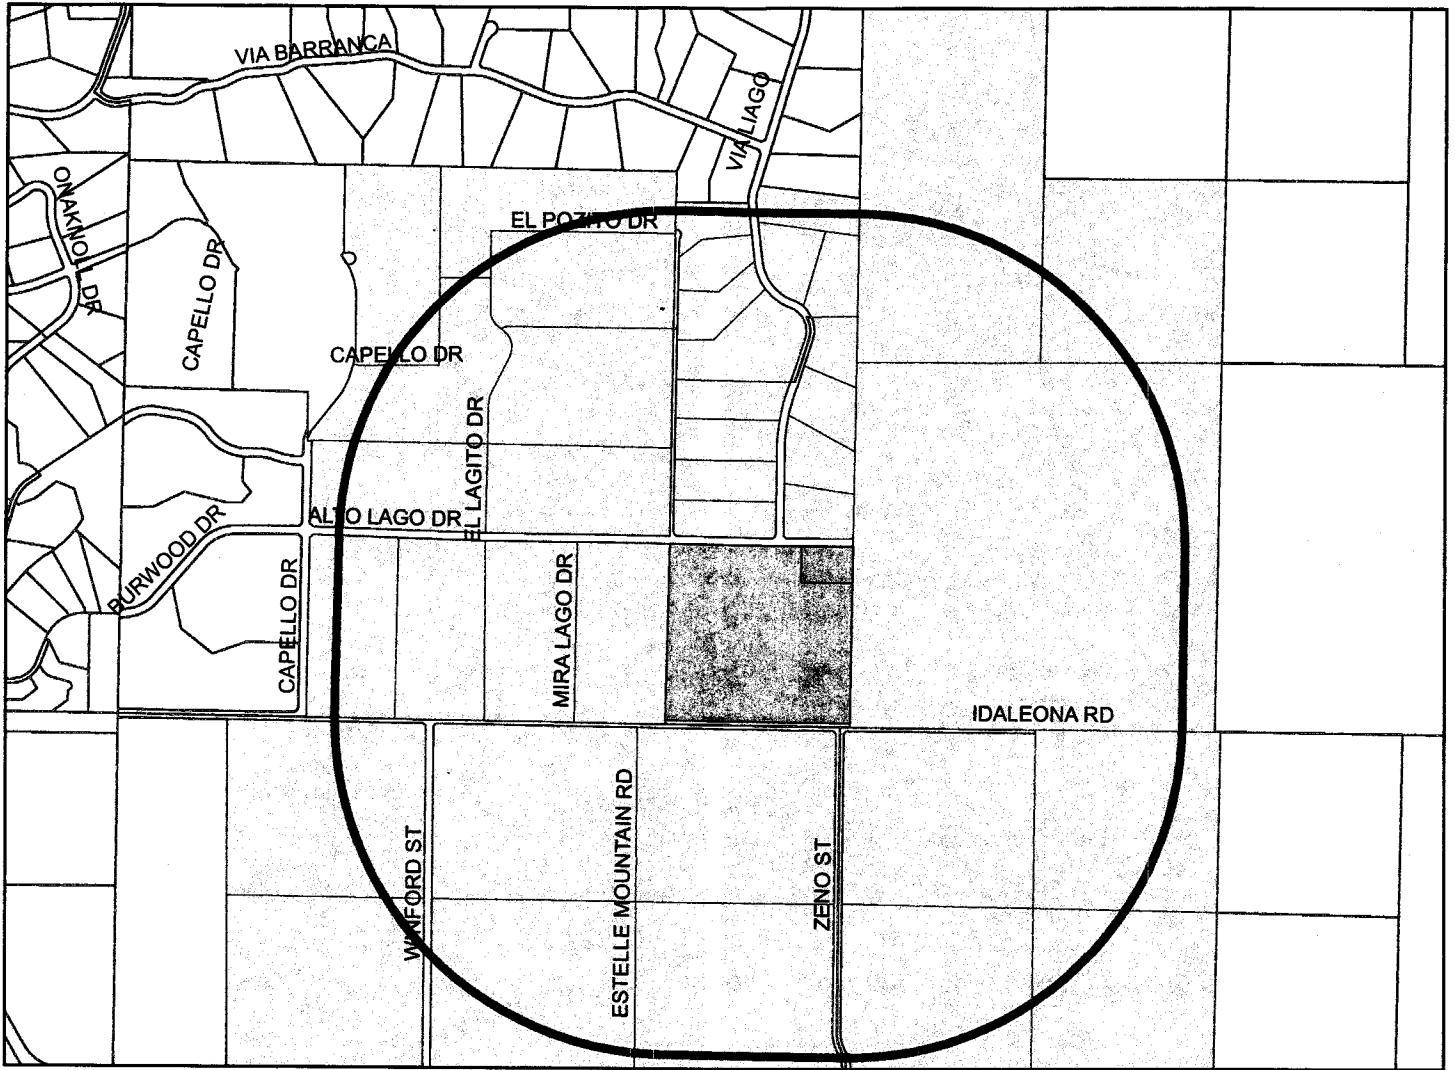 VIA BARRANCA
VIA LIAGO
ONAKNOLL DR
EL POZITO DR
CAPELLO DR
CAPELLO DR
EL LAGITO DR
ALTO LAGO DR
BURWOOD DR
CAPELLO DR
MIRA LAGO DR
IDALEONA RD
WINFORD ST
ESTELLE MOUNTAIN RD
ZENO ST